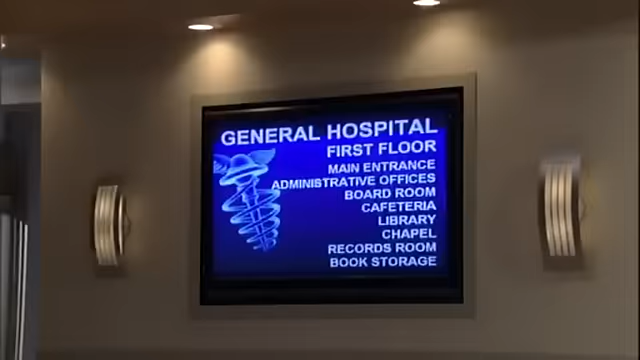 GENERAL HOSPITAL
FIRST FLOOR
MAIN ENTRANCE
ADMINISTRATIVE OFFICES
BOARD ROOM
CAFETERIA
LIBRARY
CHAPEL
RECORDS ROOM
BOOK STORAGE